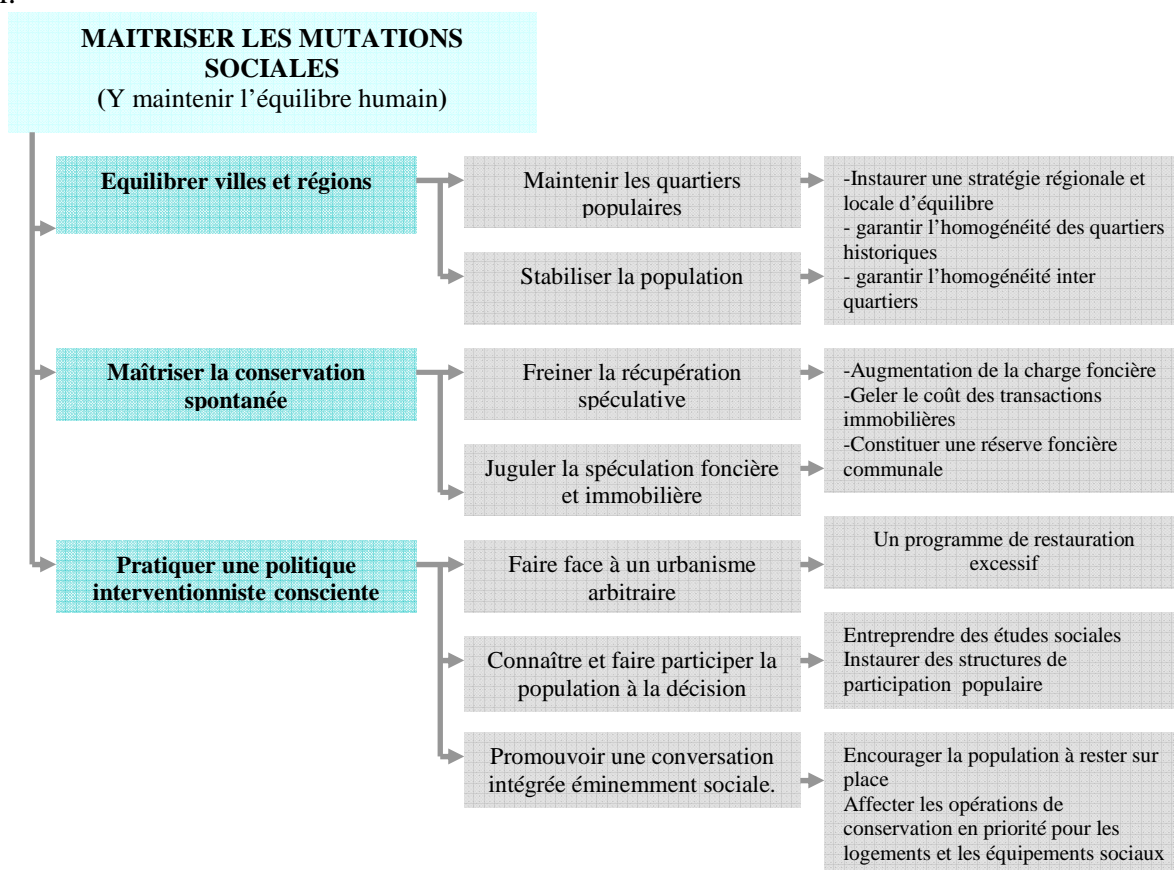 MAITRISER LES MUTATIONS
SOCIALES
(Y maintenir l’équilibre humain)
Equilibrer villes et régions
Maintenir les quartiers
populaires
-Instaurer une stratégie régionale et
locale d’équilibre
- garantir l’homogénéité des quartiers
historiques
- garantir l’homogénéité inter
quartiers
Stabiliser la population
Maîtriser la conservation
spontanée
Freiner la récupération
spéculative
-Augmentation de la charge foncière
-Geler le coût des transactions
immobilières
-Constituer une réserve foncière
communale
Juguler la spéculation foncière
et immobilière
Pratiquer une politique
interventionniste consciente
Faire face à un urbanisme
arbitraire
Un programme de restauration
excessif
Connaître et faire participer la
population à la décision
Entreprendre des études sociales
Instaurer des structures de
participation populaire
Promouvoir une conversation
intégrée éminemment sociale.
Encourager la population à rester sur
place
Affecter les opérations de
conservation en priorité pour les
logements et les équipements sociaux